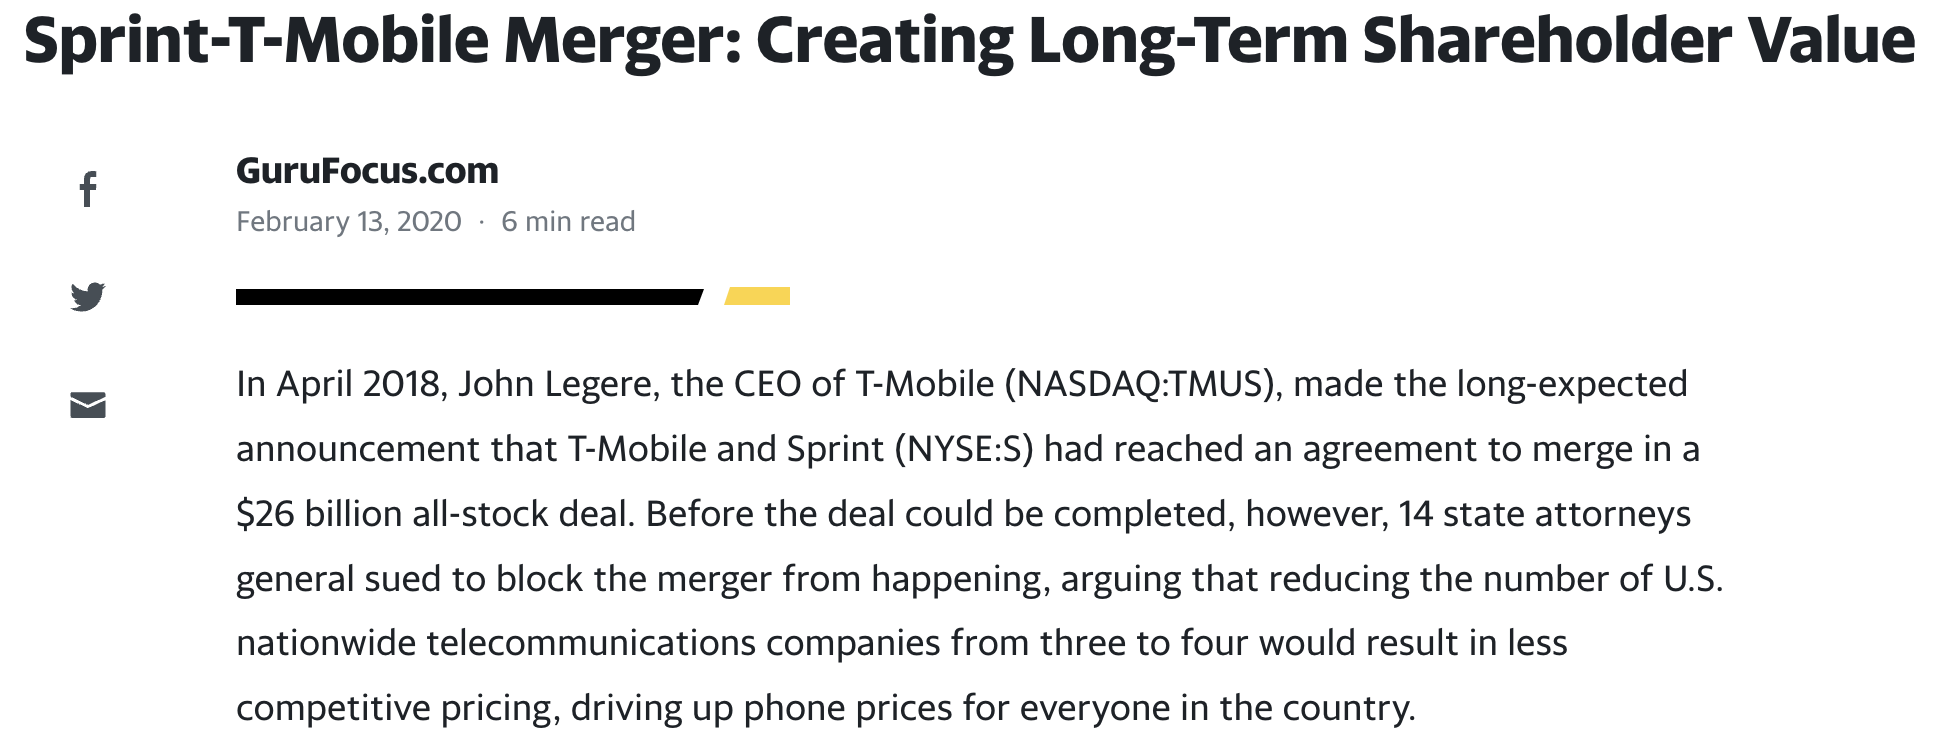 Sprint-T-Mobile Merger: Creating Long-Term Shareholder Value
GuruFocus.com
February 13, 2020 · 6 min read
In April 2018, John Legere, the CEO of T-Mobile (NASDAQ:TMUS), made the long-expected
announcement that T-Mobile and Sprint (NYSE:S) had reached an agreement to merge in a
$26 billion all-stock deal. Before the deal could be completed, however, 14 state attorneys
general sued to block the merger from happening, arguing that reducing the number of U.S.
nationwide telecommunications companies from three to four would result in less
competitive pricing, driving up phone prices for everyone in the country.